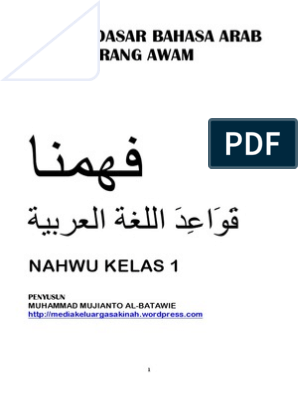 DASAR BAHASA ARAB
RANG AWAM
PDF
فهمنا
قَوَاعِدَ اللغة العربية
NAHWU KELAS 1
PENYUSUN
MUHAMMAD MUJIANTO AL-BATAWIE
http://mediakeluargasakinah.wordpress.com
1